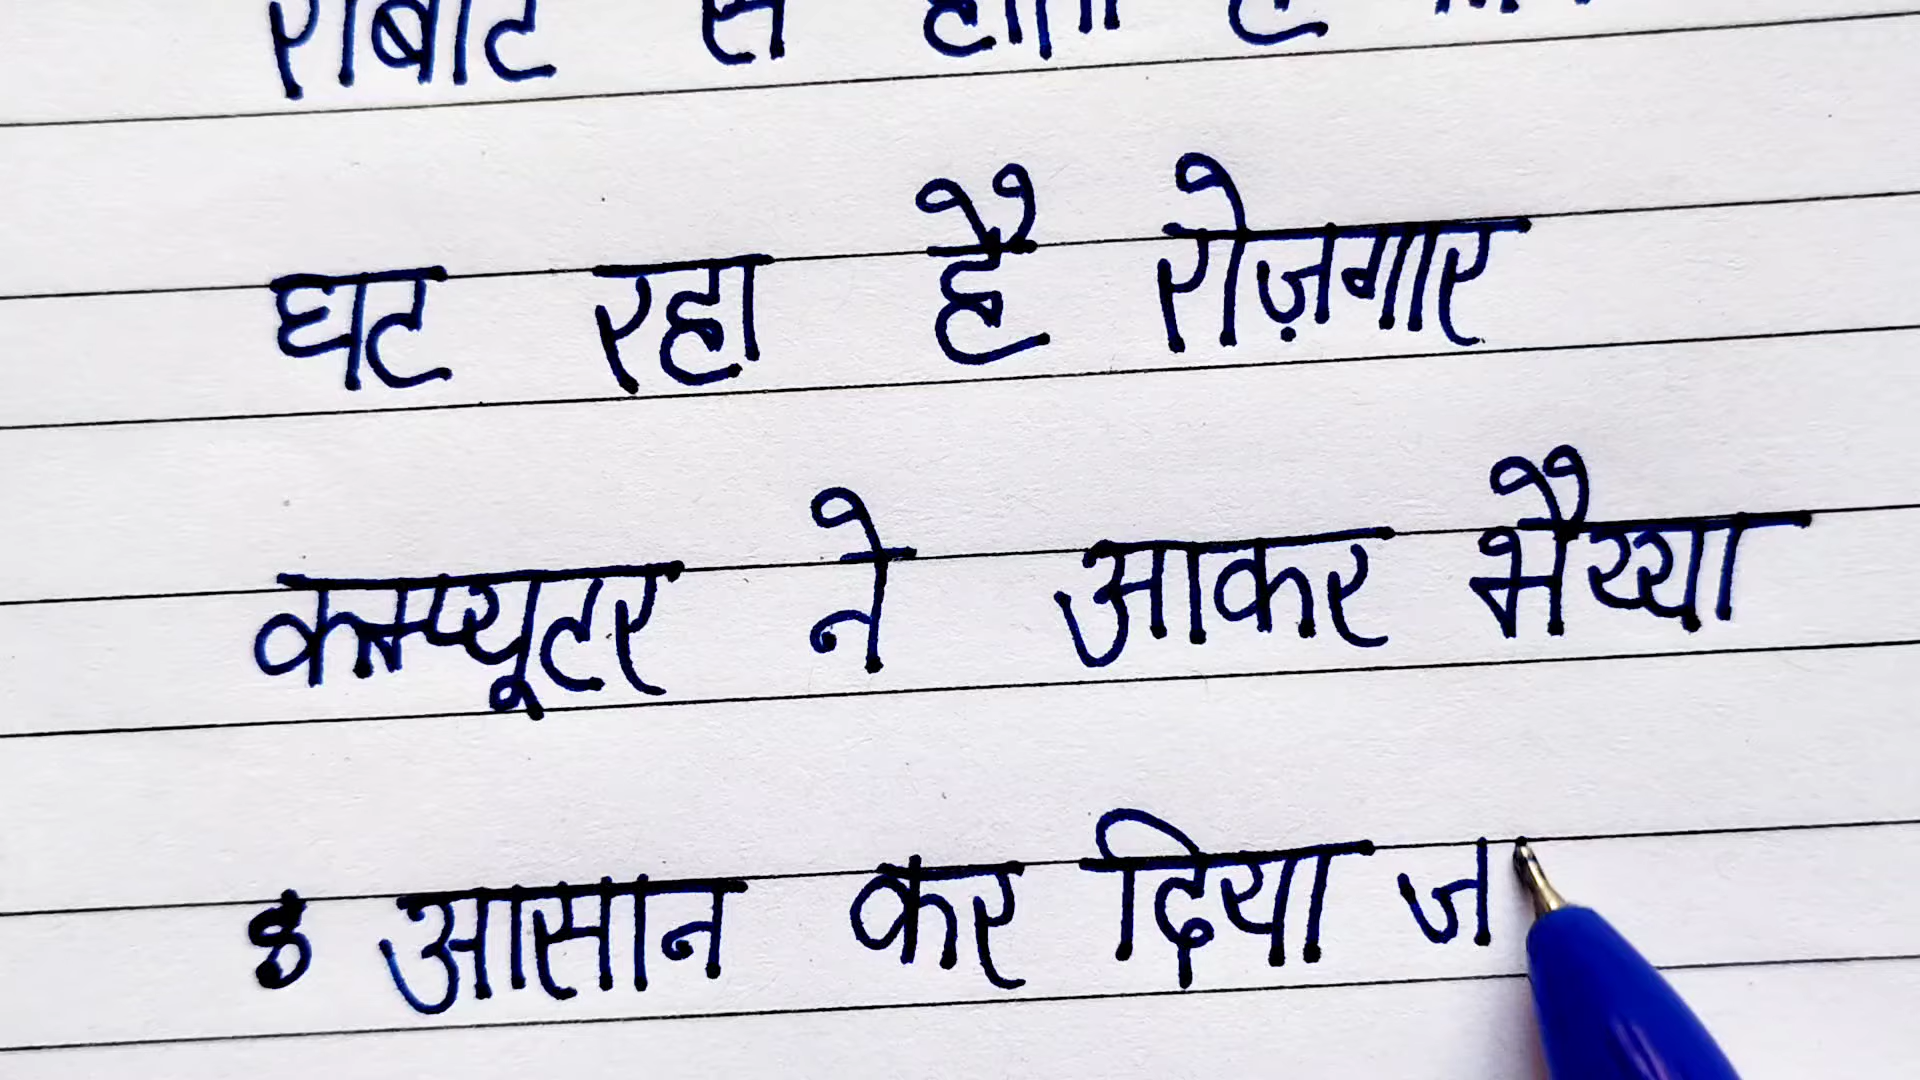 रोबोट से होता है
घट रहा है रोज़गार
कम्प्यूटर ने आकर भैय्या
आसान कर दिया ज